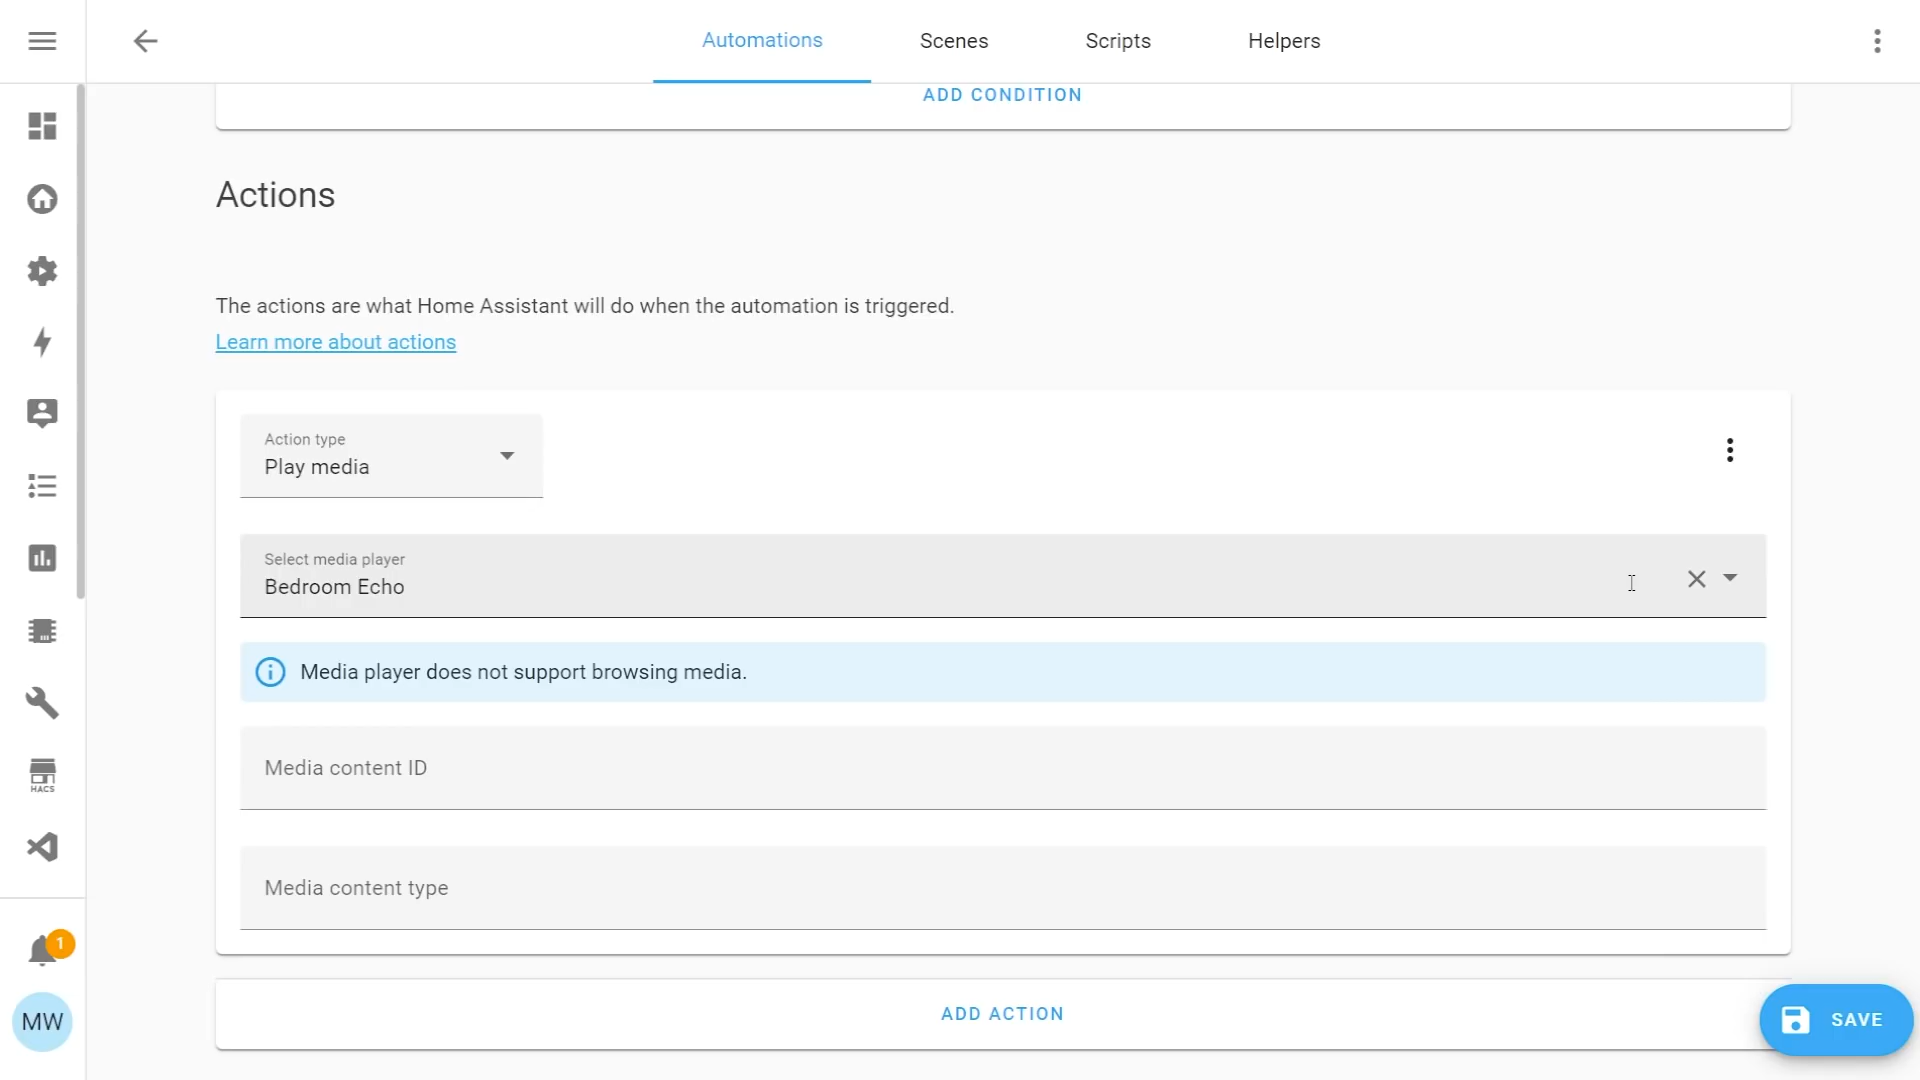 Automations
Scenes
Scripts
Helpers
ADD CONDITION
Actions
The actions are what Home Assistant will do when the automation is triggered.
Learn more about actions
Action type
Play media
Select media player
Bedroom Echo
Media player does not support browsing media.
Media content ID
HACS
Media content type
1
ADD ACTION
MW
SAVE